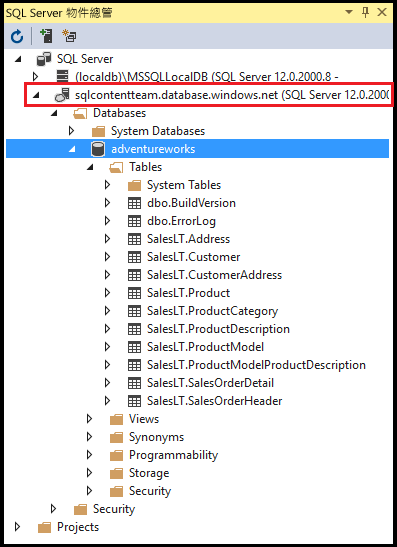 SQL Server 物件總管
SQL Server
(localdb)\MSSQLLocalDB (SQL Server 12.0.2000.8 -
sqlcontentteam.database.windows.net (SQL Server 12.0.2000
Databases
System Databases
adventureworks
Tables
System Tables
dbo.BuildVersion
dbo.ErrorLog
SalesLT.Address
SalesLT.Customer
SalesLT.CustomerAddress
SalesLT.Product
SalesLT.ProductCategory
SalesLT.ProductDescription
SalesLT.ProductModel
SalesLT.ProductModelProductDescription
SalesLT.SalesOrderDetail
SalesLT.SalesOrderHeader
Views
Synonyms
Programmability
Storage
Security
Security
Projects